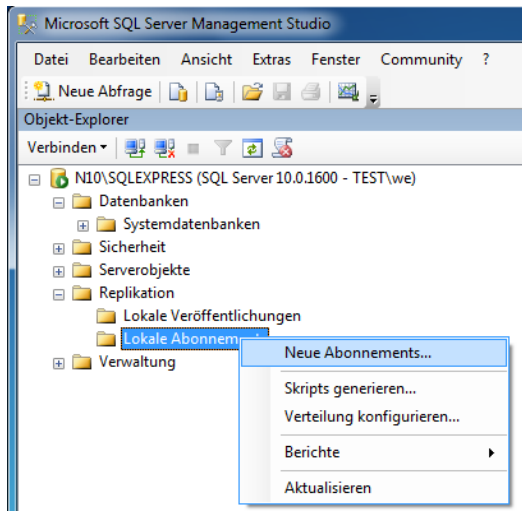 Microsoft SQL Server Management Studio
Datei Bearbeiten Ansicht Extras Fenster Community ?
Neue Abfrage
Objekt-Explorer
Verbinden
N10\SQLEXPRESS (SQL Server 10.0.1600 - TEST\we)
Datenbanken
Systemdatenbanken
Sicherheit
Serverobjekte
Replikation
Lokale Veröffentlichungen
Lokale Abonnem
Verwaltung
Neue Abonnements...
Skripts generieren...
Verteilung konfigurieren...
Berichte
Aktualisieren